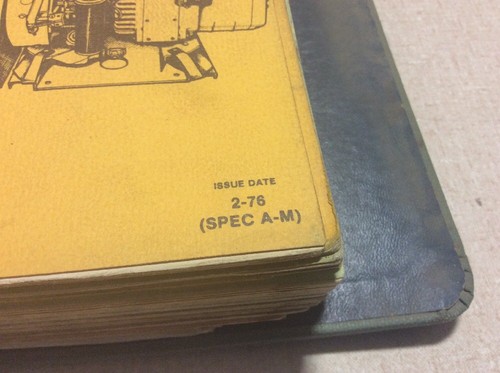 ISSUE DATE
2-76
(SPEC A-M)